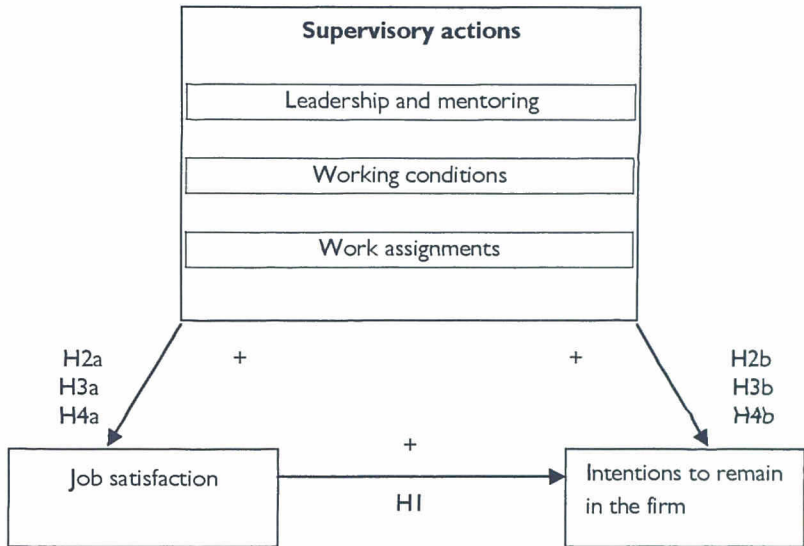 Supervisory actions
Leadership and mentoring
Working conditions
Work assignments
H2a + + H2b
H3a H3b
H4a H4b
+
Job satisfaction
H1
Intentions to remain
in the firm